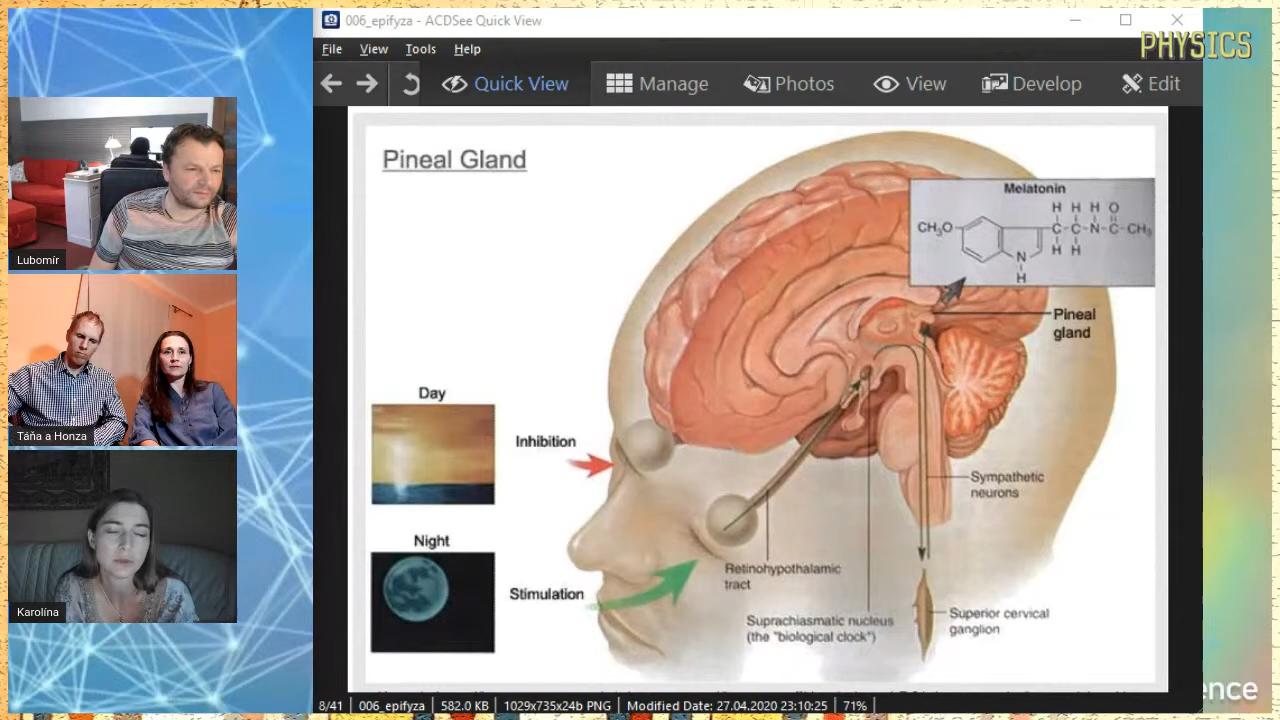 006_epifyza - ACDSee Quick View
PHYSICS
File View Tools Help
Quick View Manage Photos View Develop Edit
Pineal Gland
Melatonin
H H H O
CH₃O C-C-N-C-CH₃
N H H
H
Pineal
gland
Day
Inhibition
Sympathetic
neurons
Night
Retinohypothalamic
tract
Stimulation
Suprachiasmatic nucleus
(the "biological clock")
Superior cervical
ganglion
Lubomír
Táňa a Honza
Karolína
ence
8/41 006_epifyza 582.0 KB 1029x735x24b PNG Modified Date: 27.04.2020 23:10:25 71%